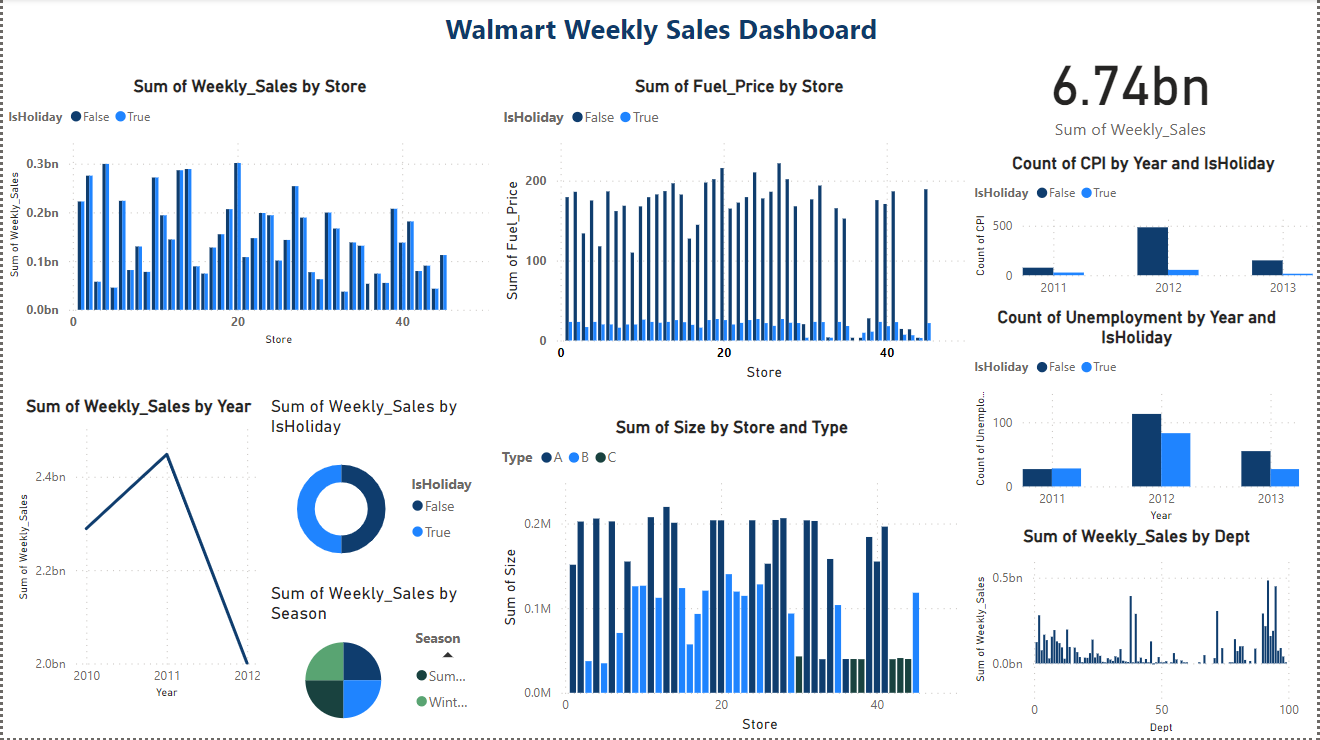 Walmart Weekly Sales Dashboard
Sum of Weekly_Sales by Store
IsHoliday False True
Sum of Weekly_Sales
0.3bn
0.2bn
0.1bn
0.0bn
0 20 40
Store
Sum of Fuel_Price by Store
IsHoliday False True
Sum of Fuel_Price
200
100
0
0 20 40
Store
6.74bn
Sum of Weekly_Sales
Count of CPI by Year and IsHoliday
IsHoliday False True
Count of CPI
500
0
2011 2012 2013
Count of Unemployment by Year and
IsHoliday
IsHoliday False True
Count of Unemplo...
100
0
2011 2012 2013
Year
Sum of Weekly_Sales by Year
Sum of Weekly_Sales
2.4bn
2.2bn
2.0bn
2010 2011 2012
Year
Sum of Weekly_Sales by
IsHoliday
IsHoliday
False
True
Sum of Weekly_Sales by
Season
Season
Sum...
Wint...
Sum of Size by Store and Type
Type A B C
Sum of Size
0.2M
0.1M
0.0M
0 20 40
Store
Sum of Weekly_Sales by Dept
Sum of Weekly_Sales
0.5bn
0.0bn
0 50 100
Dept